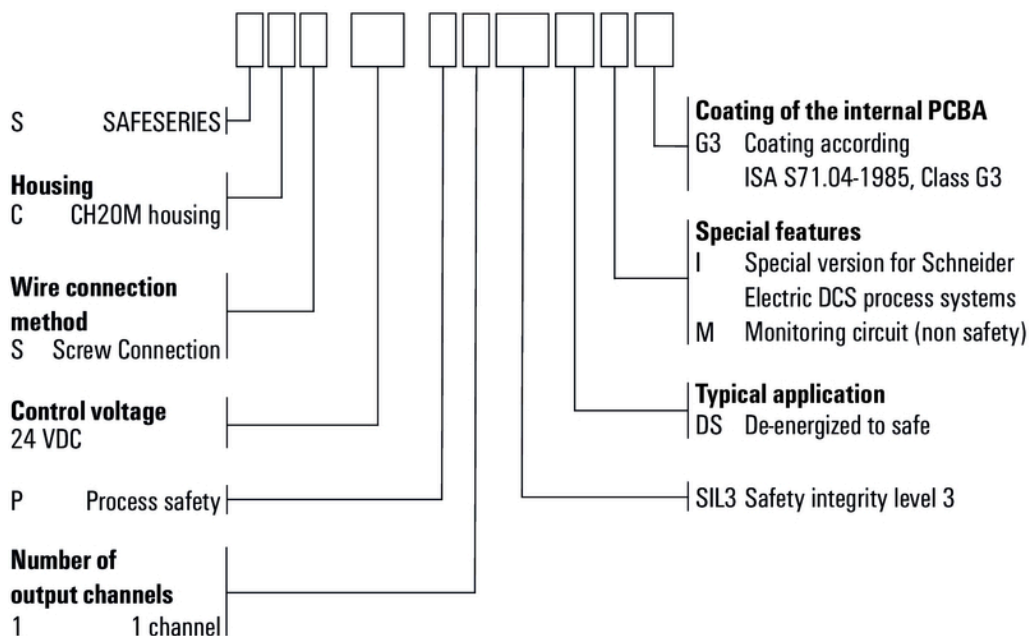 S SAFESERIES
Housing
C CH20M housing
Wire connection
method
S Screw Connection
Control voltage
24 VDC
P Process safety
Number of
output channels
1 1 channel
Coating of the internal PCBA
G3 Coating according
ISA S71.04-1985, Class G3
Special features
I Special version for Schneider
Electric DCS process systems
M Monitoring circuit (non safety)
Typical application
DS De-energized to safe
SIL3 Safety integrity level 3